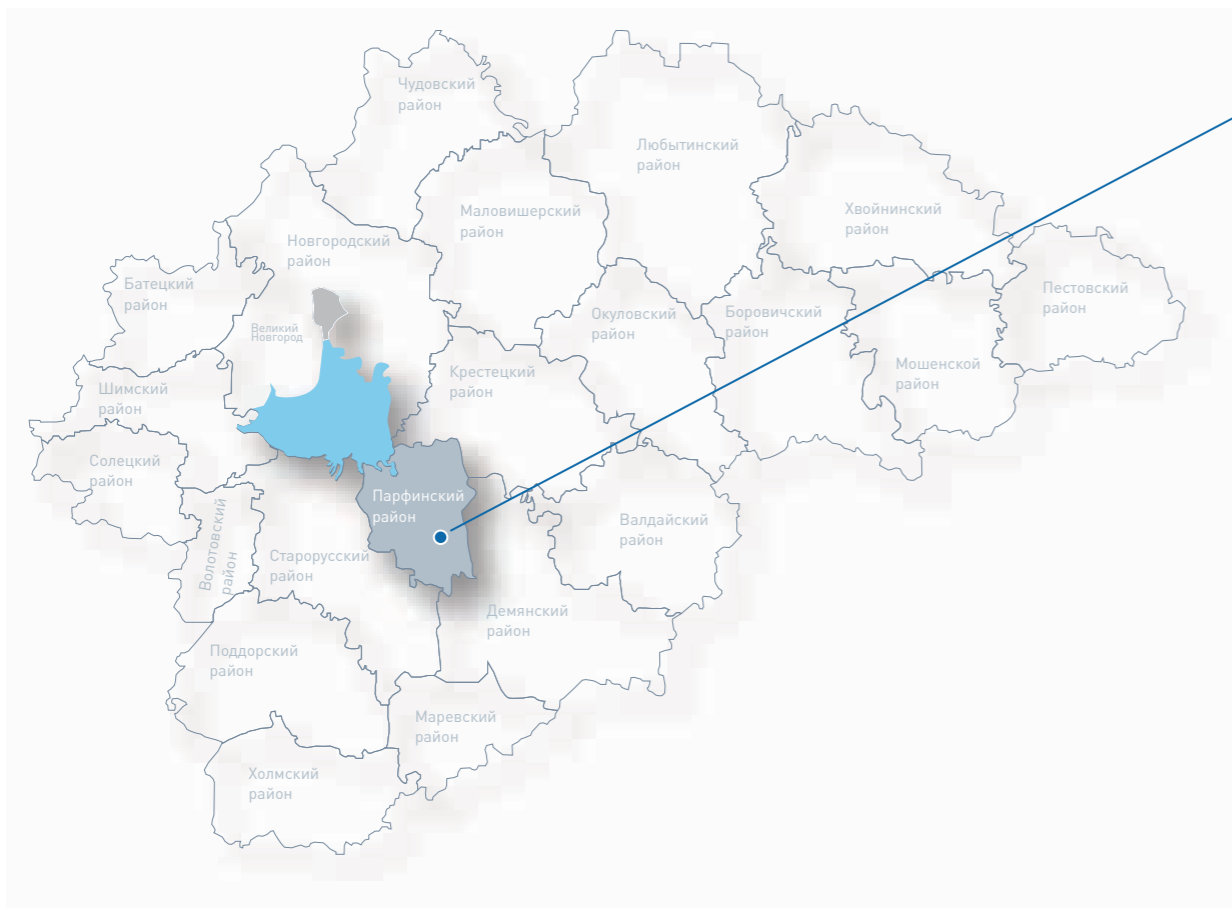 Чудовский
район
Любытинский
район
Маловишерский
район
Хвойнинский
район
Новгородский
район
Батецкий
район
Пестовский
район
Великий
Новгород
Окуловский
район
Боровичский
район
Мошенской
район
Крестецкий
район
Шимский
район
Солецкий
район
Парфинский
район
Валдайский
район
Волотовский
район
Старорусский
район
Демянский
район
Поддорский
район
Маревский
район
Холмский
район